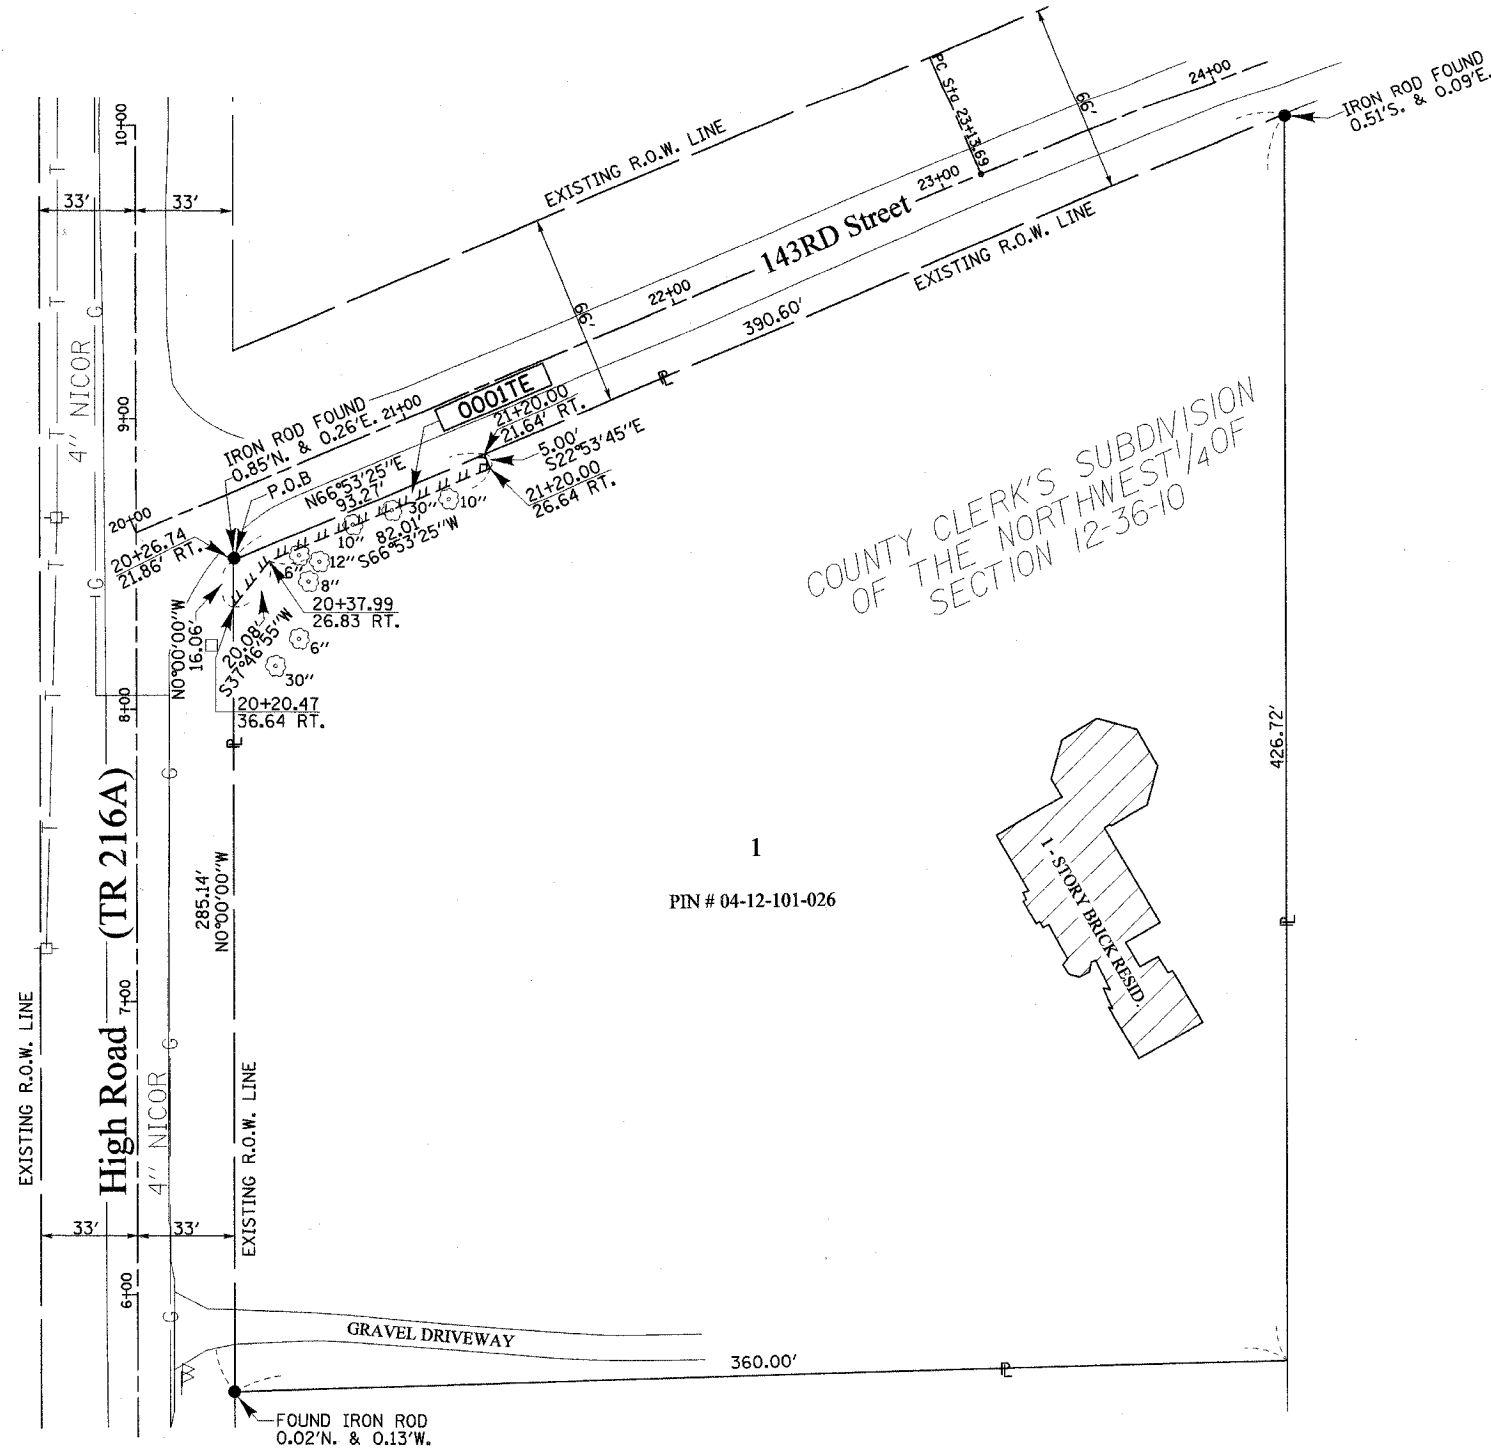 24+00
IRON ROD FOUND
0.51'S. & 0.09'E.
PC Sta 23+13.69
66'
EXISTING R.O.W. LINE
10+00
33'
33'
23+00
143RD Street
EXISTING R.O.W. LINE
22+00
66'
390.60'
P̲L
G
4" NICOR
9+00
T
T
T
T
T
0001TE
21+00
IRON ROD FOUND
0.85'N. & 0.26'E.
21+20.00
21.64' RT.
5.00'
S22°53'45"E
21+20.00
26.64 RT.
P.O.B
N66°53'25"E
93.27'
10"
30"
10"
82.01'
S66°53'25"W
6"
12"
8"
20+00
20+26.74
21.86' RT.
COUNTY CLERK'S SUBDIVISION
OF THE NORTHWEST 1/4 OF
SECTION 12-36-10
G
N0°00'00"W
16.06'
20.08'
S37°46'55"W
20+37.99
26.83 RT.
6"
30"
20+20.47
36.64 RT.
PL
8+00
G
426.72'
High Road (TR 216A)
285.14'
N0°00'00"W
1
PIN # 04-12-101-026
1 - STORY BRICK RESID.
PL
7+00
G
4" NICOR
EXISTING R.O.W. LINE
EXISTING R.O.W. LINE
33'
33'
6+00
G
GRAVEL DRIVEWAY
360.00'
PL
FOUND IRON ROD
0.02'N. & 0.13'W.